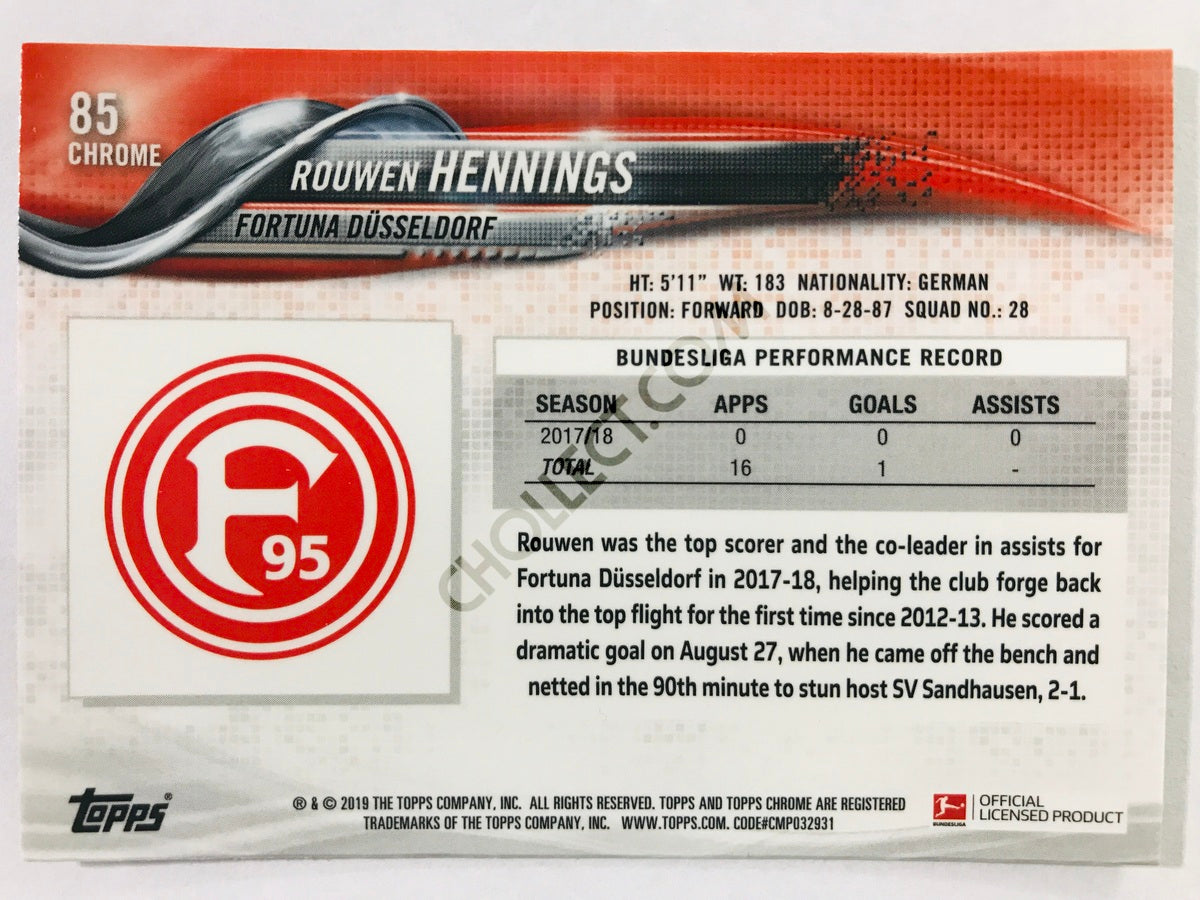 85
CHROME
ROUWEN HENNINGS
FORTUNA DÜSSELDORF
HT: 5'11" WT: 183 NATIONALITY: GERMAN
POSITION: FORWARD DOB: 8-28-87 SQUAD NO.: 28
BUNDESLIGA PERFORMANCE RECORD
SEASON APPS GOALS ASSISTS
2017/18 0 0 0
TOTAL 16 1 -
F
95
Rouwen was the top scorer and the co-leader in assists for
Fortuna Düsseldorf in 2017-18, helping the club forge back
into the top flight for the first time since 2012-13. He scored a
dramatic goal on August 27, when he came off the bench and
netted in the 90th minute to stun host SV Sandhausen, 2-1.
CHOLLECT.COM
Topps®
® & © 2019 THE TOPPS COMPANY, INC. ALL RIGHTS RESERVED. TOPPS AND TOPPS CHROME ARE REGISTERED
TRADEMARKS OF THE TOPPS COMPANY, INC. WWW.TOPPS.COM. CODE#CMP032931
BUNDESLIGA
OFFICIAL
LICENSED PRODUCT